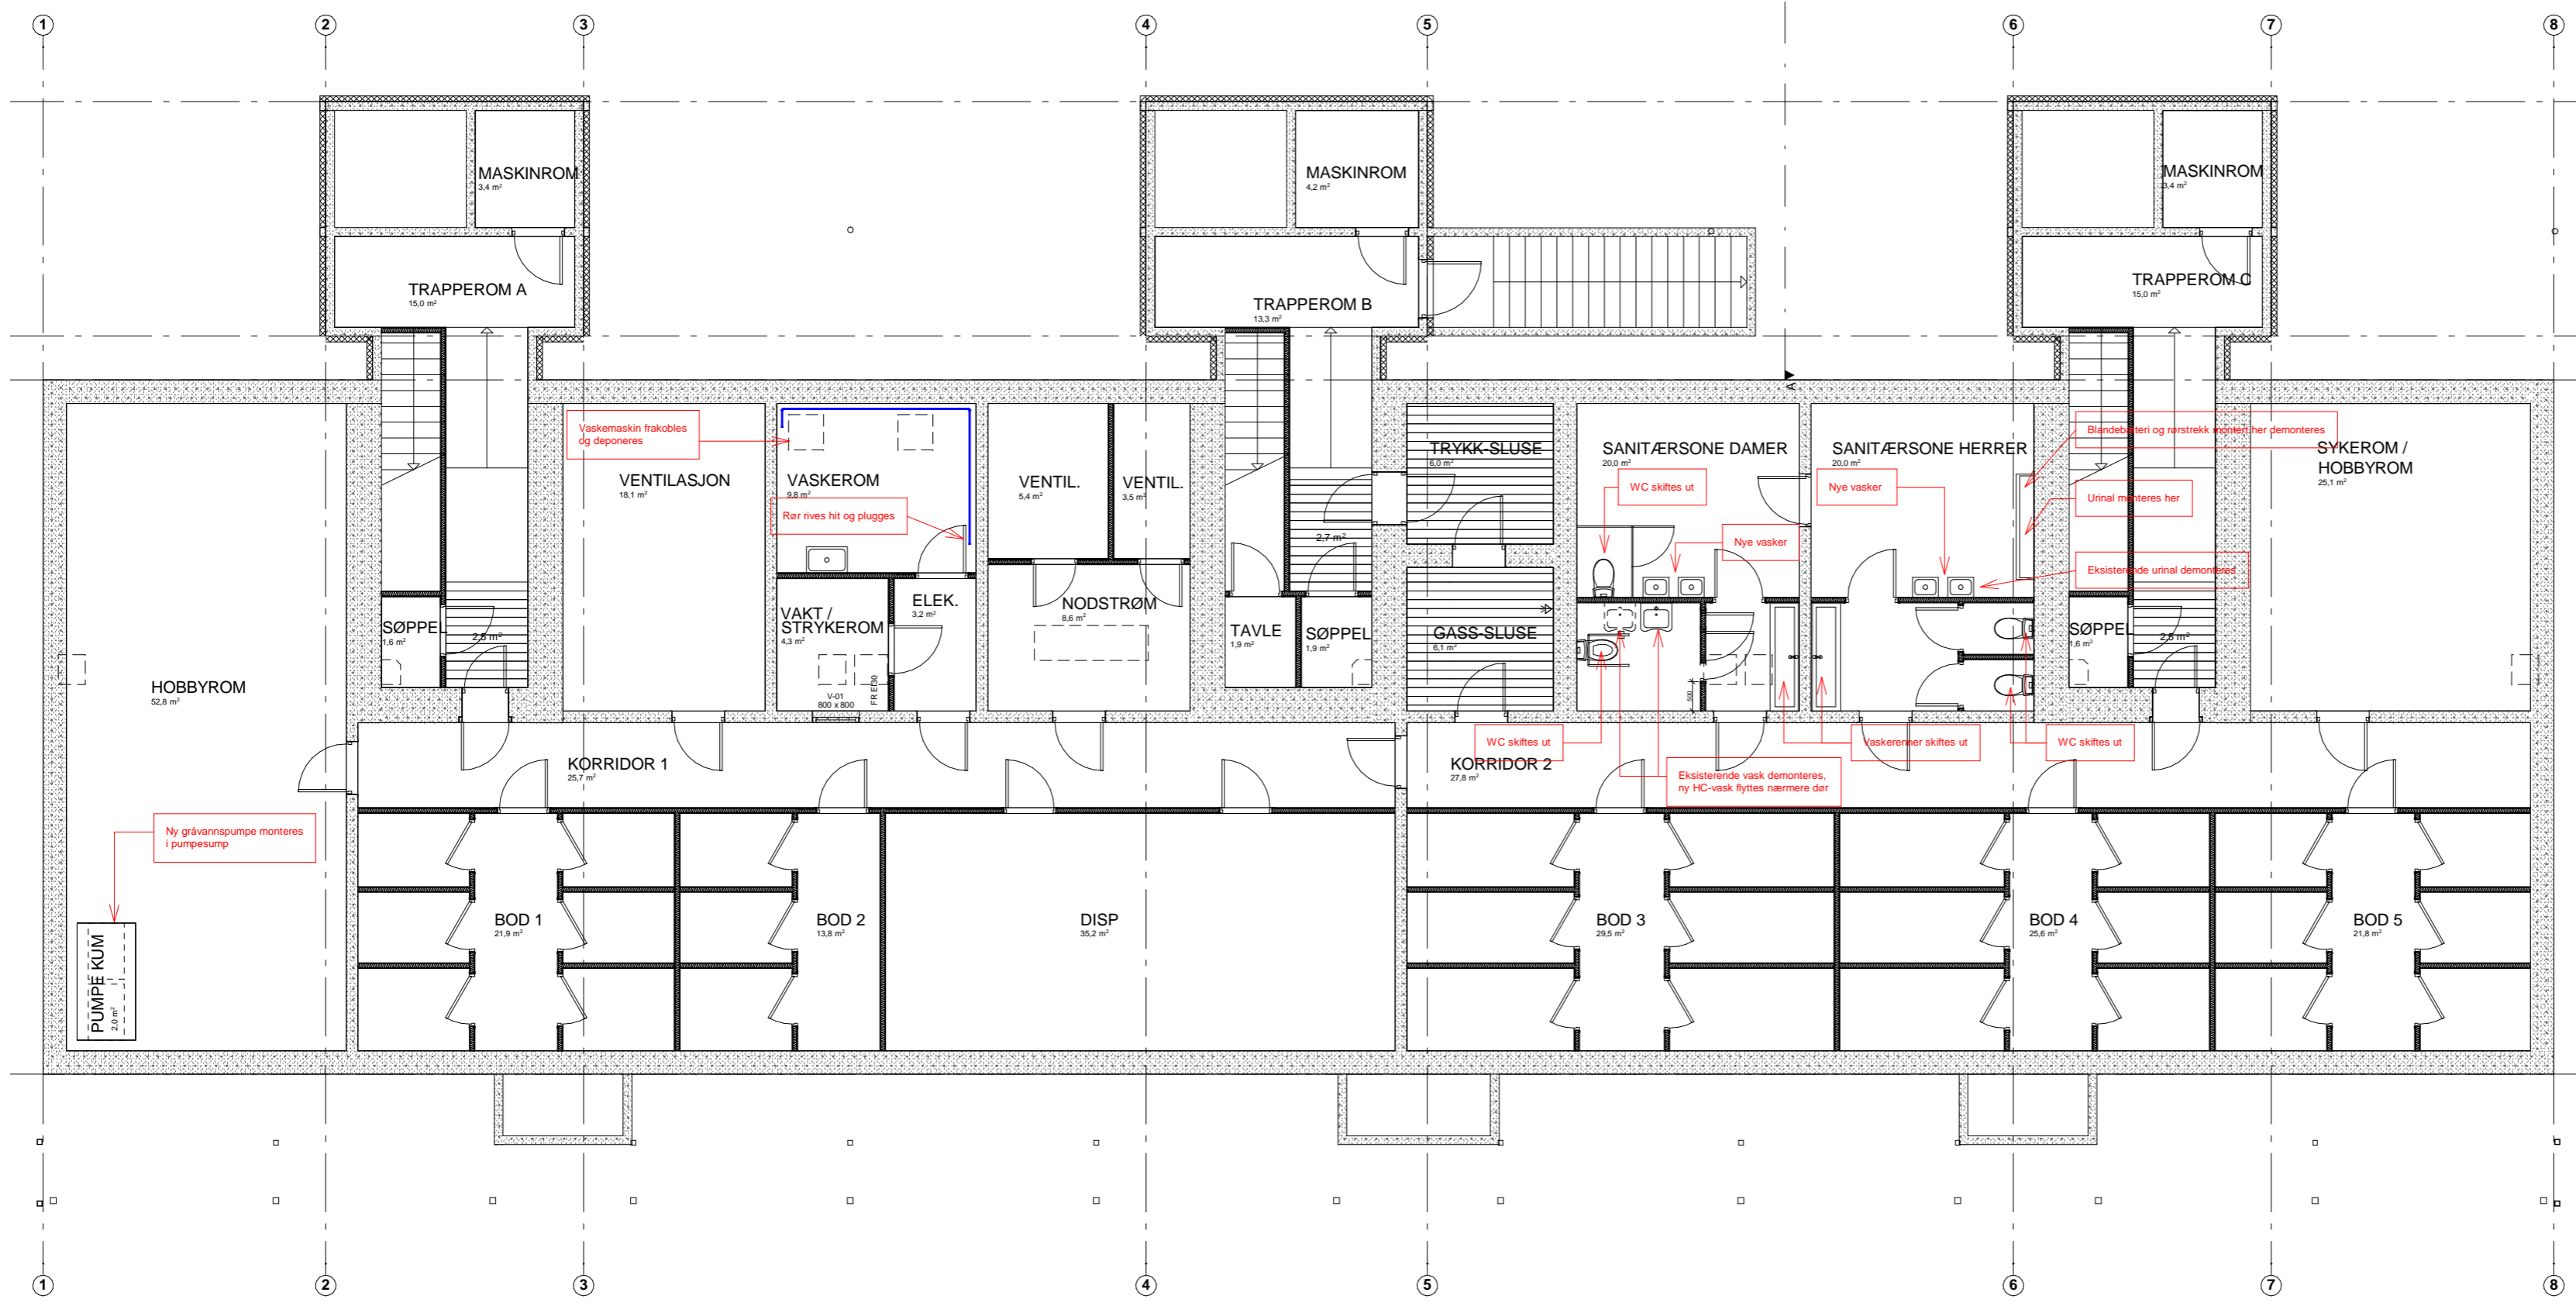 1 2 3 4 5 6 7 8
MASKINROM
3,4 m²
MASKINROM
4,2 m²
MASKINROM
3,4 m²
TRAPPEROM A
15,0 m²
TRAPPEROM B
13,3 m²
TRAPPEROM C
15,0 m²
A
Vaskemaskin frakobles
og deponeres
VENTILASJON
18,1 m²
VASKEROM
9,8 m²
Rør rives hit og plugges
VENTIL.
5,4 m²
VENTIL.
3,5 m²
TRYKK-SLUSE
6,0 m²
2,7 m²
SANITÆRSONE DAMER
20,0 m²
WC skiftes ut
Nye vasker
SANITÆRSONE HERRER
20,0 m²
Nye vasker
Blandebatteri og rørstrekk montert her demonteres
Urinal monteres her
Eksisterende urinal demonteres
SYKEROM /
HOBBYROM
25,1 m²
SØPPEL
1,6 m²
2,8 m²
VAKT /
STRYKEROM
4,3 m²
ELEK.
3,2 m²
NODSTRØM
8,6 m²
TAVLE
1,9 m²
SØPPEL
1,9 m²
GASS-SLUSE
6,1 m²
SØPPEL
1,6 m²
2,8 m²
HOBBYROM
52,8 m²
V-01
800 x 800
FR EI30
500
WC skiftes ut
Eksisterende vask demonteres,
ny HC-vask flyttes nærmere dør
Vaskerenner skiftes ut
WC skiftes ut
KORRIDOR 1
25,7 m²
KORRIDOR 2
27,8 m²
Ny gråvannspumpe monteres
i pumpesump
PUMPE KUM
2,0 m²
BOD 1
21,9 m²
BOD 2
13,8 m²
DISP
35,2 m²
BOD 3
29,5 m²
BOD 4
25,6 m²
BOD 5
21,8 m²
1 2 3 4 5 6 7 8